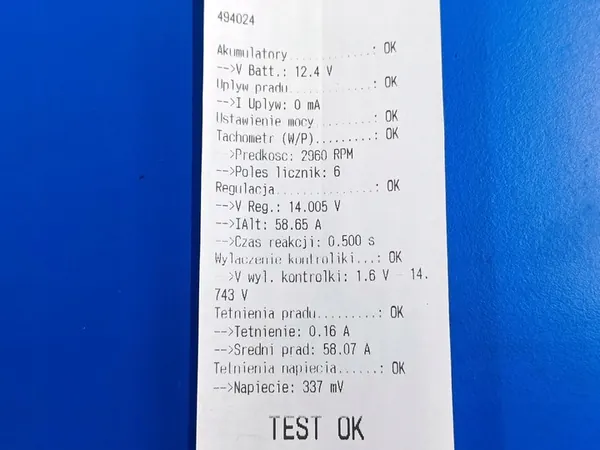 494024
Akumulatory.............: OK
-->V Batt.: 12.4 V
Uplyw pradu.............: OK
-->I Uplyw: 0 mA
Ustawienie mocy.........: OK
Tachometr (W/P).........: OK
-->Predkosc: 2960 RPM
-->Poles licznik: 6
Regulacja...............: OK
-->V Reg.: 14.005 V
-->IAlt: 58.65 A
-->Czas reakcji: 0.500 s
Wylaczenie kontrolki...: OK
-->V wyl. kontrolki: 1.6 V - 14.
743 V
Tetnienia pradu.........: OK
-->Tetnienie: 0.16 A
-->Sredni prad: 58.07 A
Tetnienia napiecia......: OK
-->Napiecie: 337 mV
TEST OK